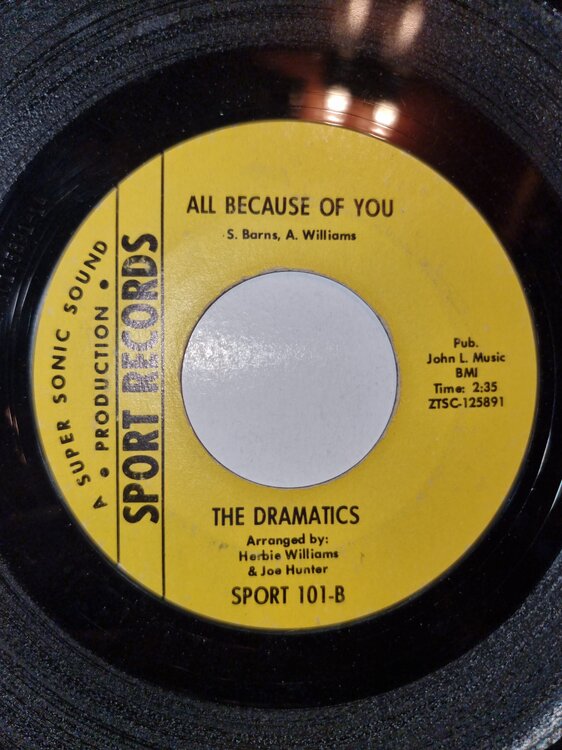 ALL BECAUSE OF YOU
S. Barns, A. Williams
A SUPER SONIC SOUND
• PRODUCTION •
SPORT RECORDS
Pub.
John L. Music
BMI
Time: 2:35
ZTSC-125891
THE DRAMATICS
Arranged by:
Herbie Williams
& Joe Hunter
SPORT 101-B